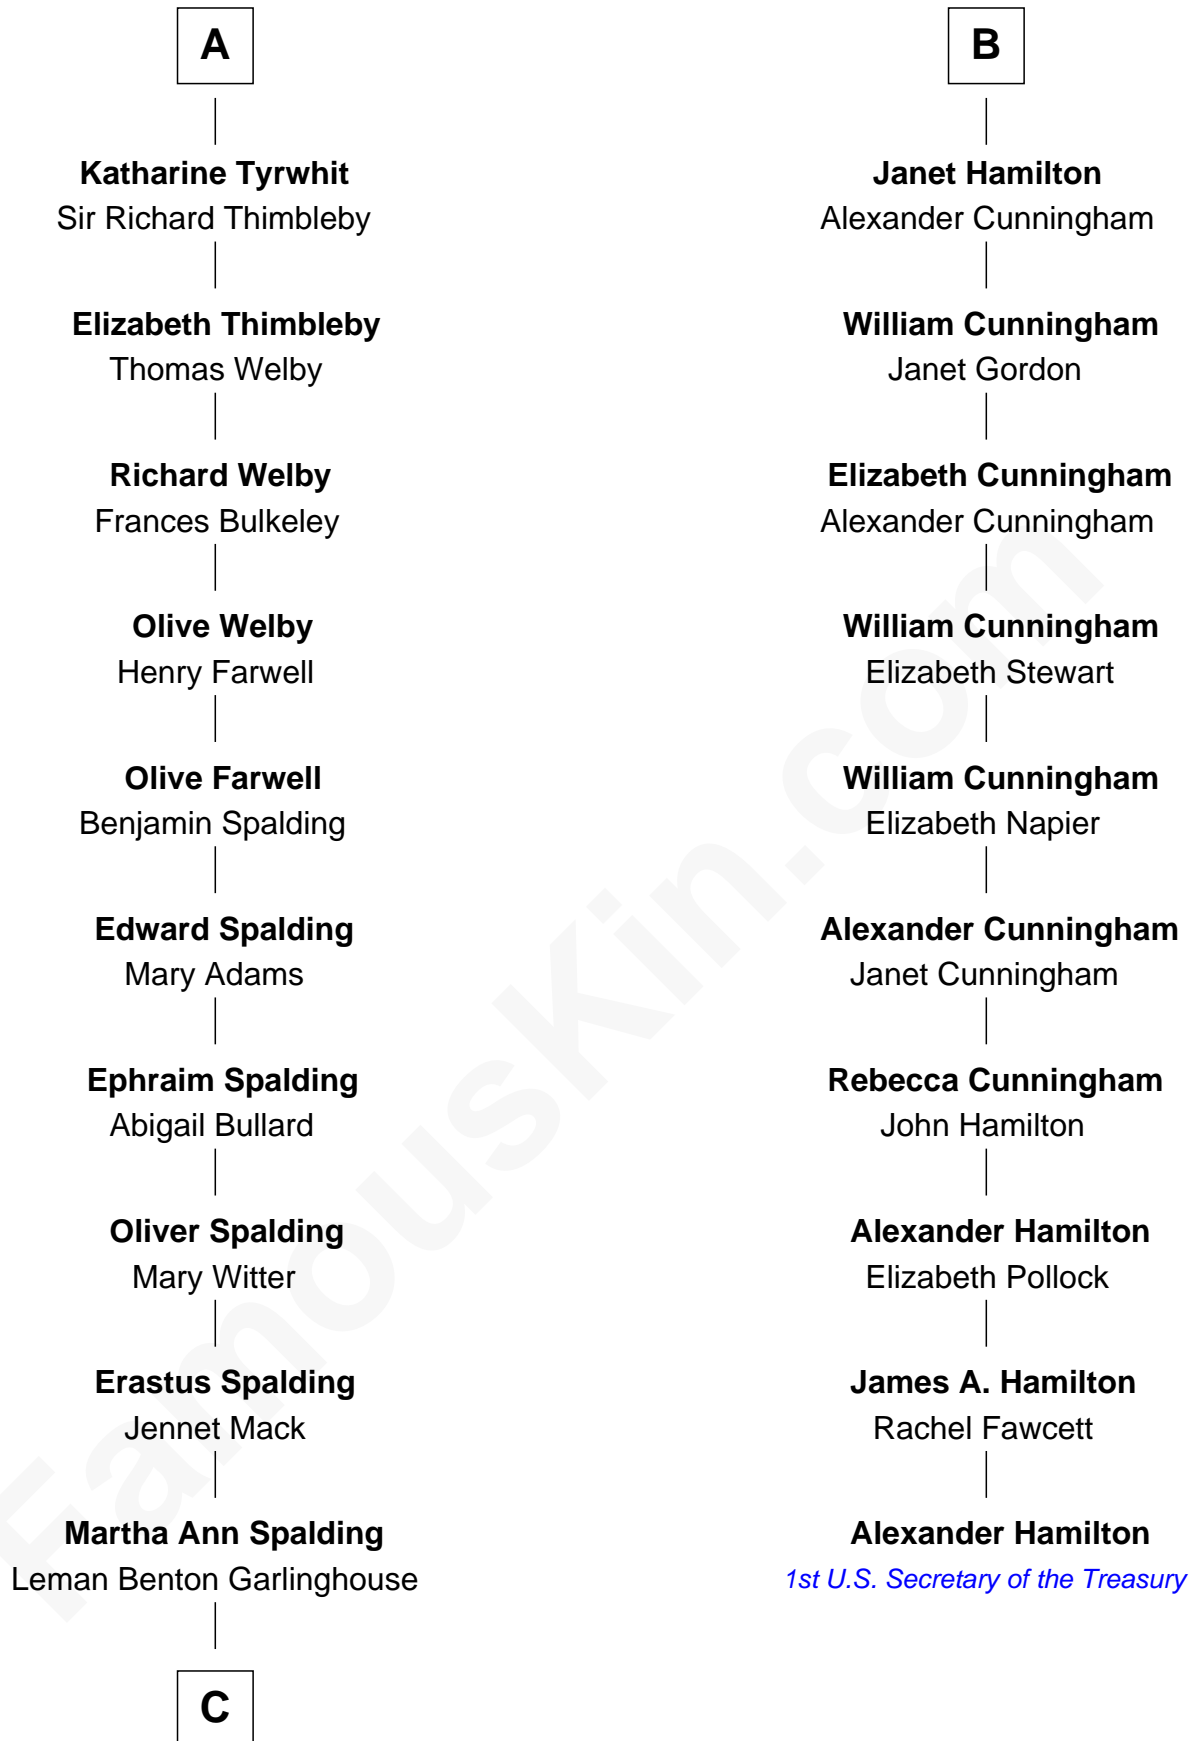 A
Katharine Tyrwhit
Sir Richard Thimbleby
Elizabeth Thimbleby
Thomas Welby
Richard Welby
Frances Bulkeley
Olive Welby
Henry Farwell
Olive Farwell
Benjamin Spalding
Edward Spalding
Mary Adams
Ephraim Spalding
Abigail Bullard
Oliver Spalding
Mary Witter
Erastus Spalding
Jennet Mack
Martha Ann Spalding
Leman Benton Garlinghouse
C
B
Janet Hamilton
Alexander Cunningham
William Cunningham
Janet Gordon
Elizabeth Cunningham
Alexander Cunningham
William Cunningham
Elizabeth Stewart
William Cunningham
Elizabeth Napier
Alexander Cunningham
Janet Cunningham
Rebecca Cunningham
John Hamilton
Alexander Hamilton
Elizabeth Pollock
James A. Hamilton
Rachel Fawcett
Alexander Hamilton
1st U.S. Secretary of the Treasury
FamousKin.com